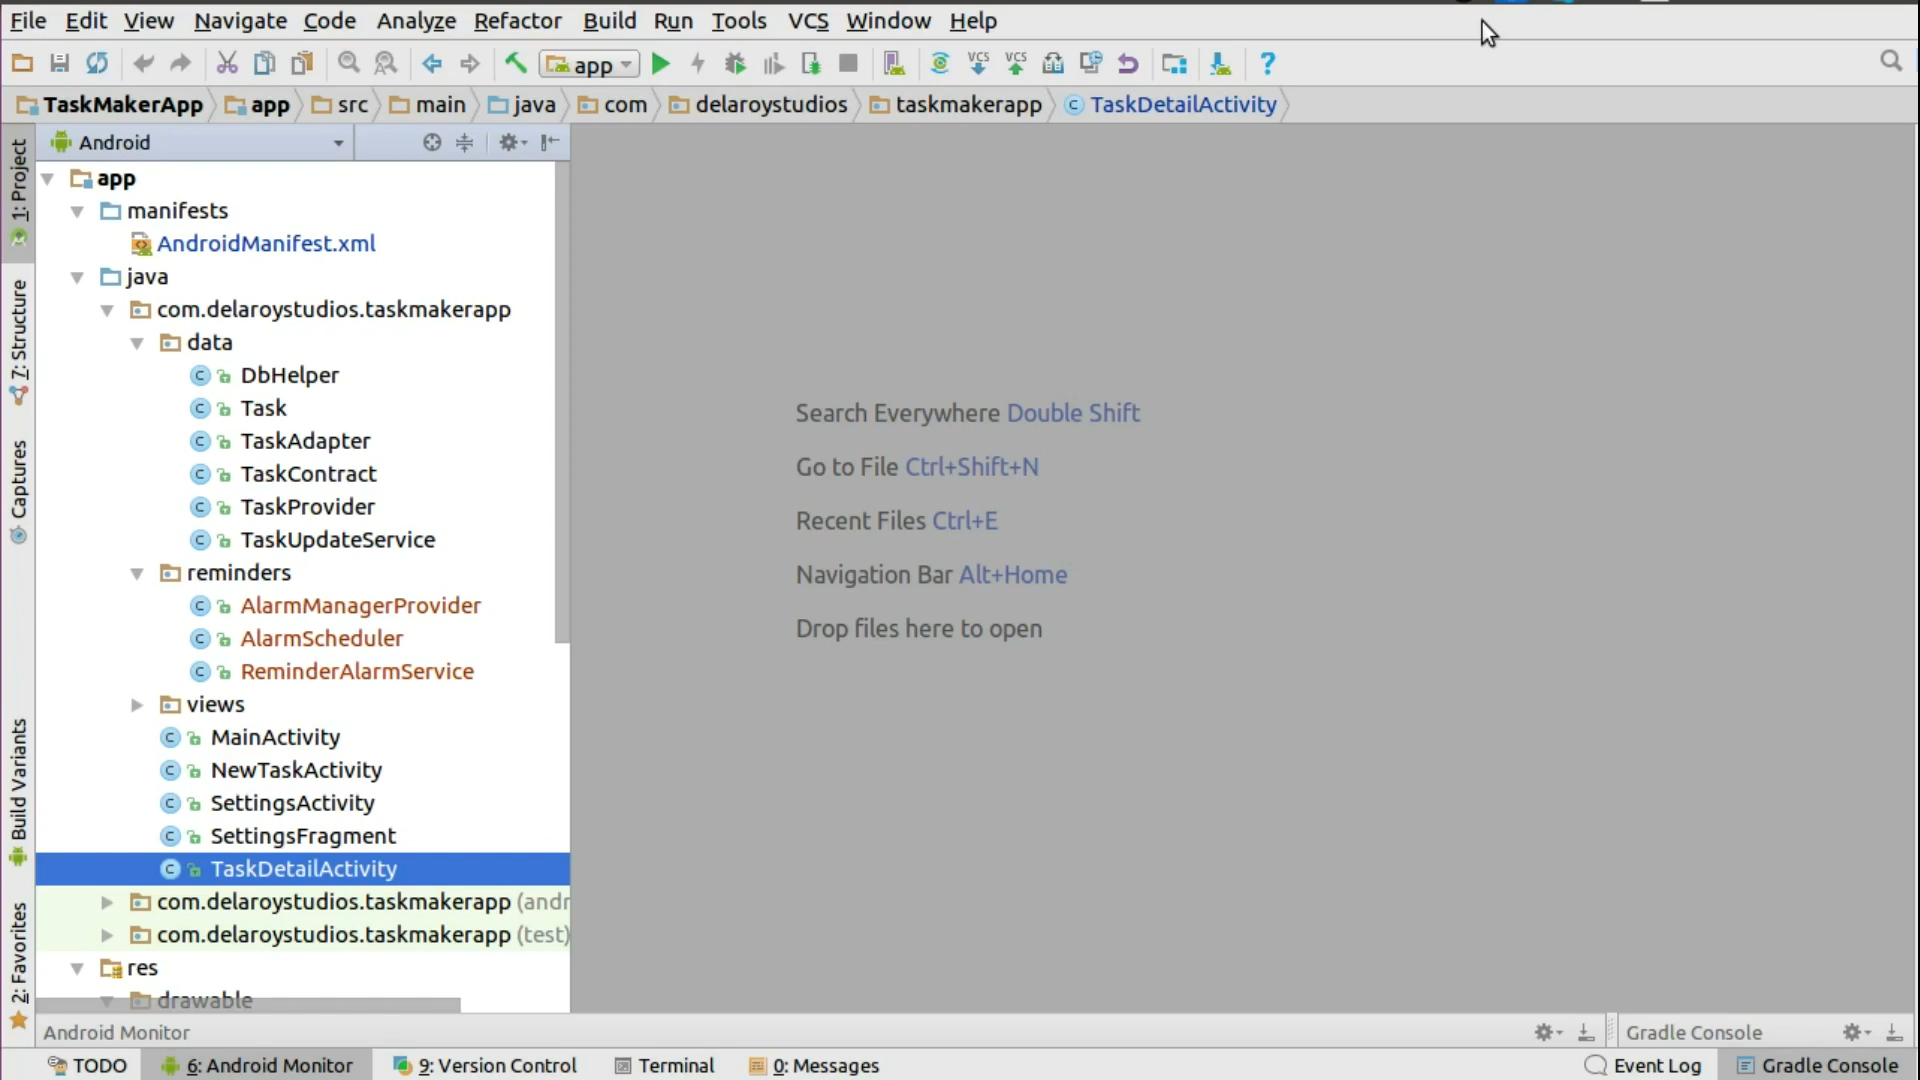 File Edit View Navigate Code Analyze Refactor Build Run Tools VCS Window Help
app VCS VCS ?
TaskMakerApp app src main java com delaroystudios taskmakerapp TaskDetailActivity
Android
app
manifests
AndroidManifest.xml
java
com.delaroystudios.taskmakerapp
data
DbHelper
Task
TaskAdapter
TaskContract
TaskProvider
TaskUpdateService
reminders
AlarmManagerProvider
AlarmScheduler
ReminderAlarmService
views
MainActivity
NewTaskActivity
SettingsActivity
SettingsFragment
TaskDetailActivity
com.delaroystudios.taskmakerapp (andr
com.delaroystudios.taskmakerapp (test)
res
drawable
1: Project
7: Structure
Captures
Build Variants
2: Favorites
Search Everywhere Double Shift
Go to File Ctrl+Shift+N
Recent Files Ctrl+E
Navigation Bar Alt+Home
Drop files here to open
Android Monitor
Gradle Console
TODO 6: Android Monitor 9: Version Control Terminal 0: Messages Event Log Gradle Console